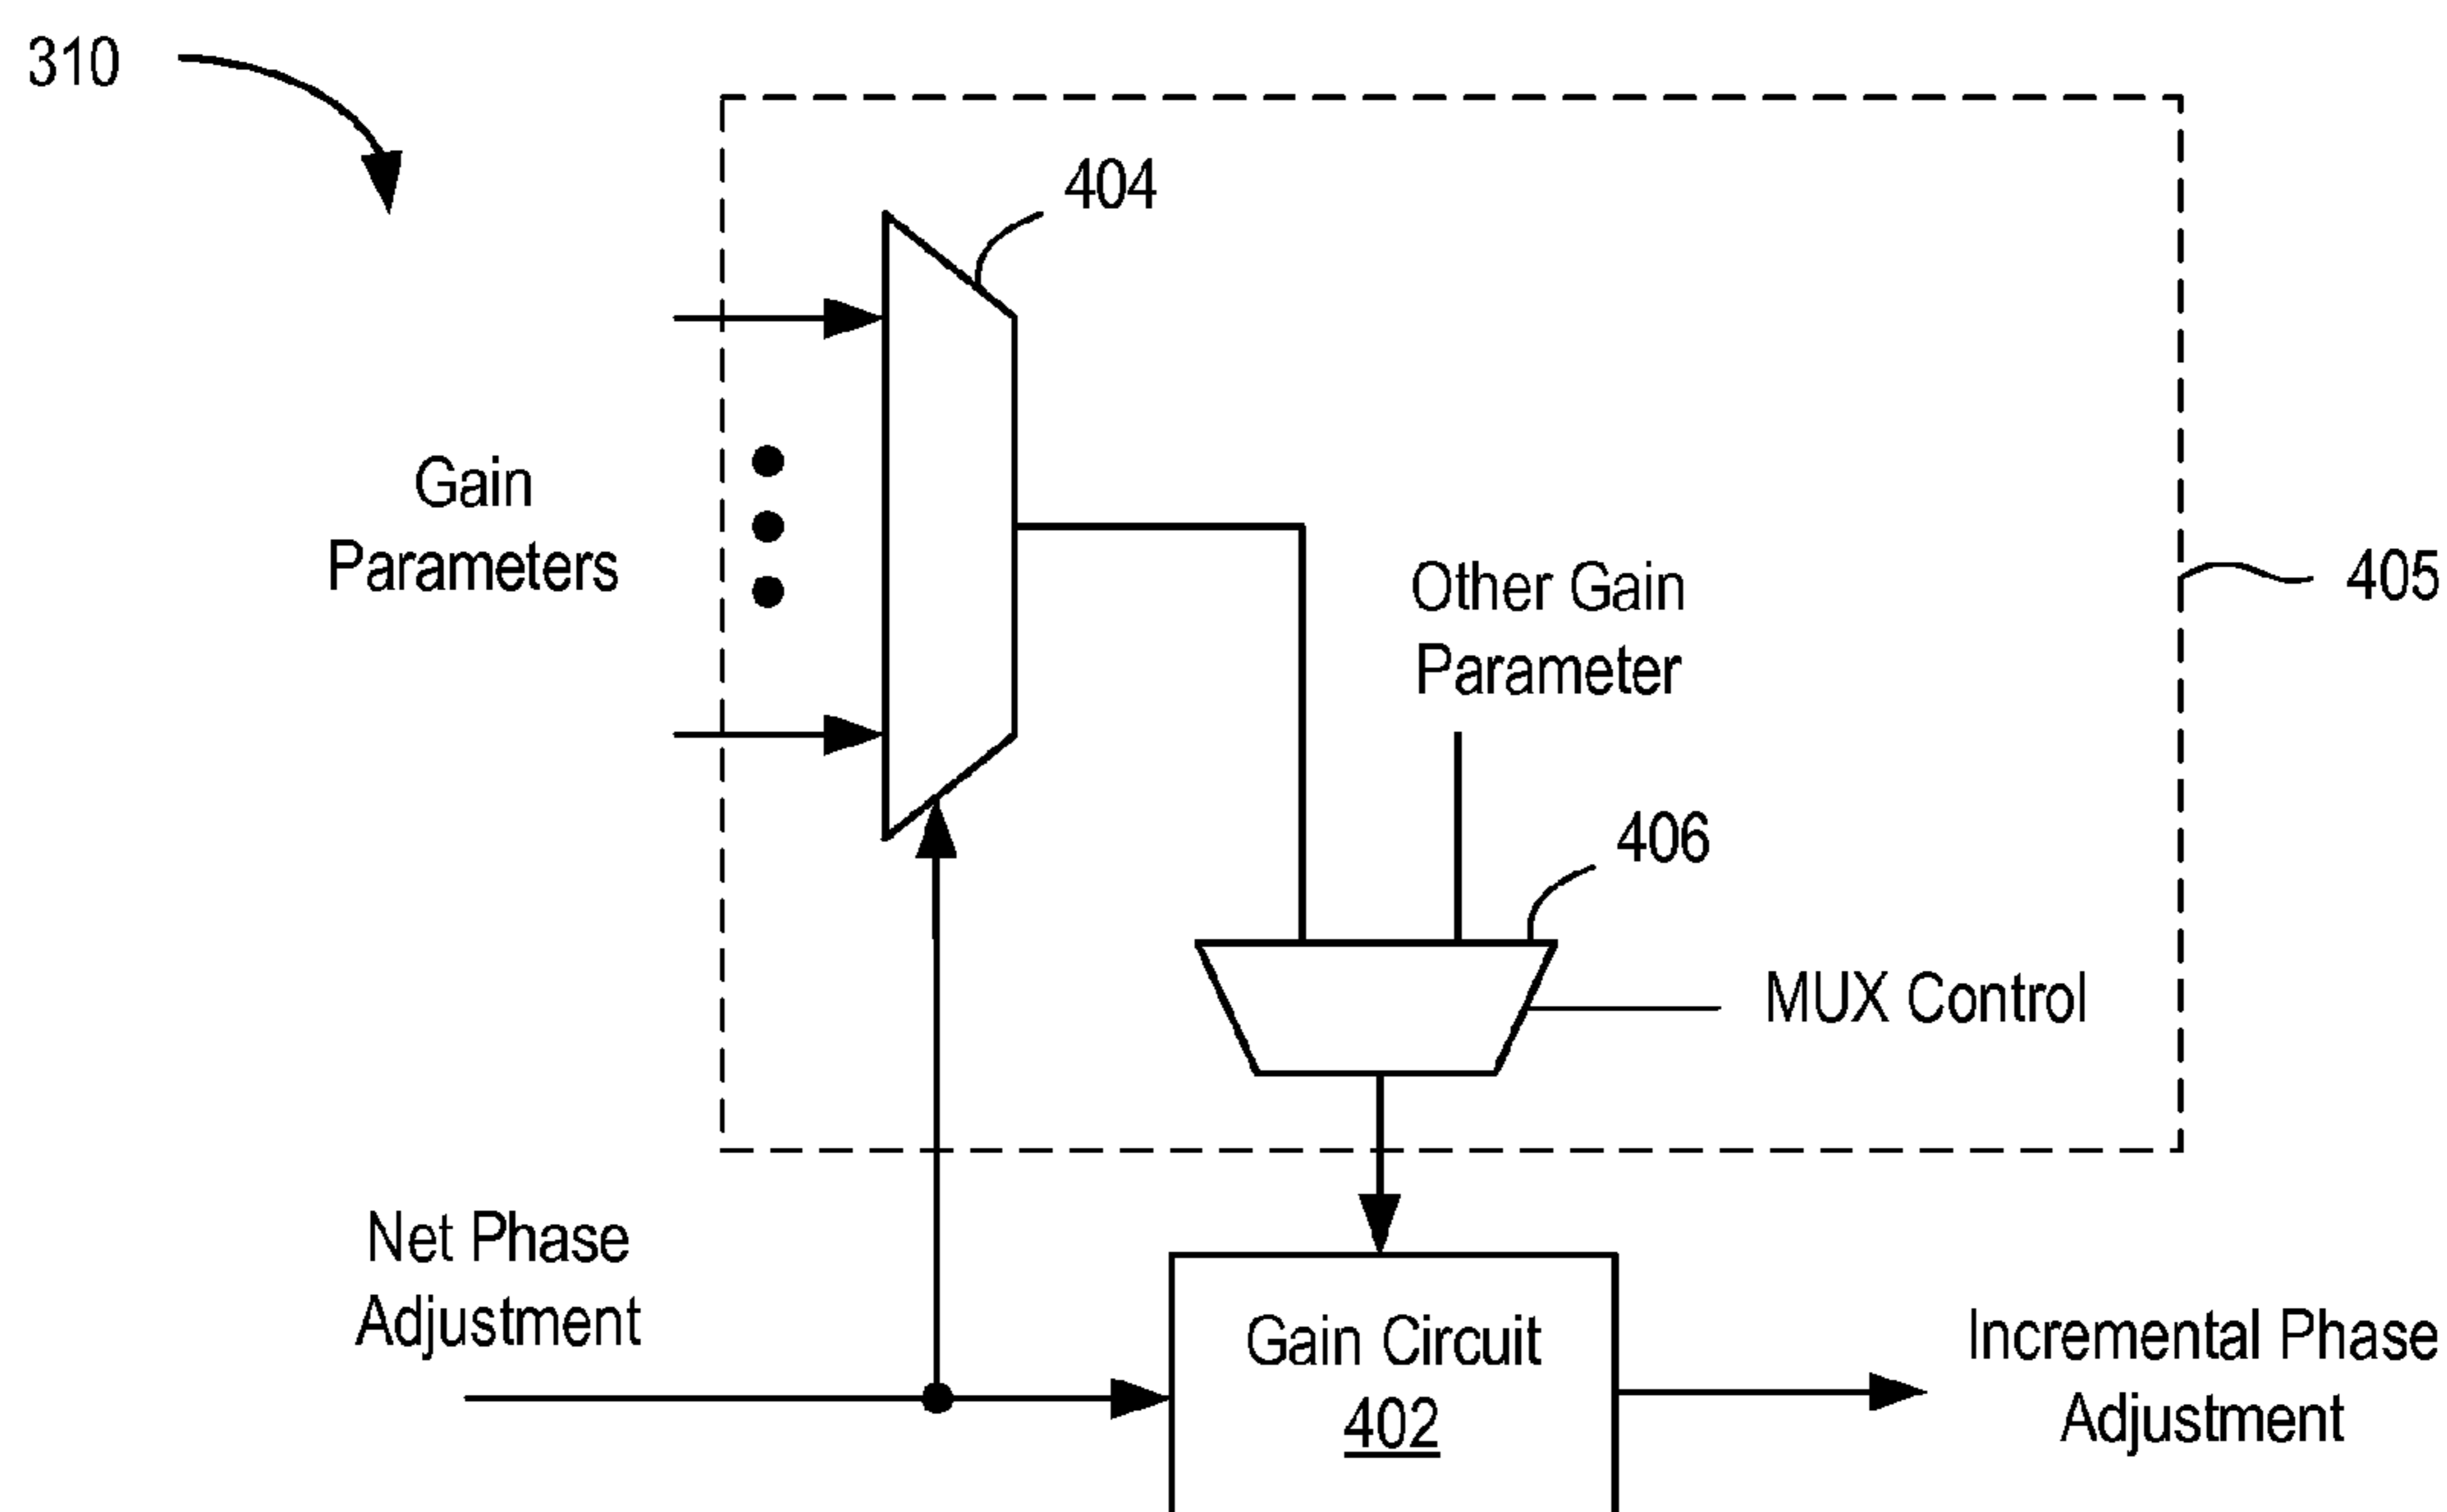 310
404
Gain
Parameters
Other Gain
Parameter
405
406
MUX Control
Net Phase
Adjustment
Gain Circuit
402
Incremental Phase
Adjustment